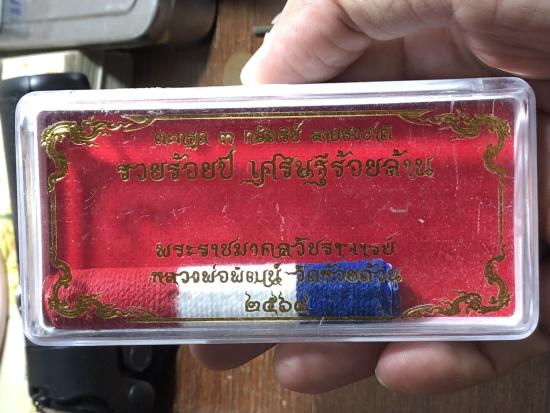 ตะกรุด ๓ กษัตริย์ ลายธงชาติ
รวยร้อยปี เศรษฐีร้อยล้าน
พระราชมงคลวัชราจารย์
หลวงพ่อพัฒน์ วัดห้วยด้วน
๒๕๖๔